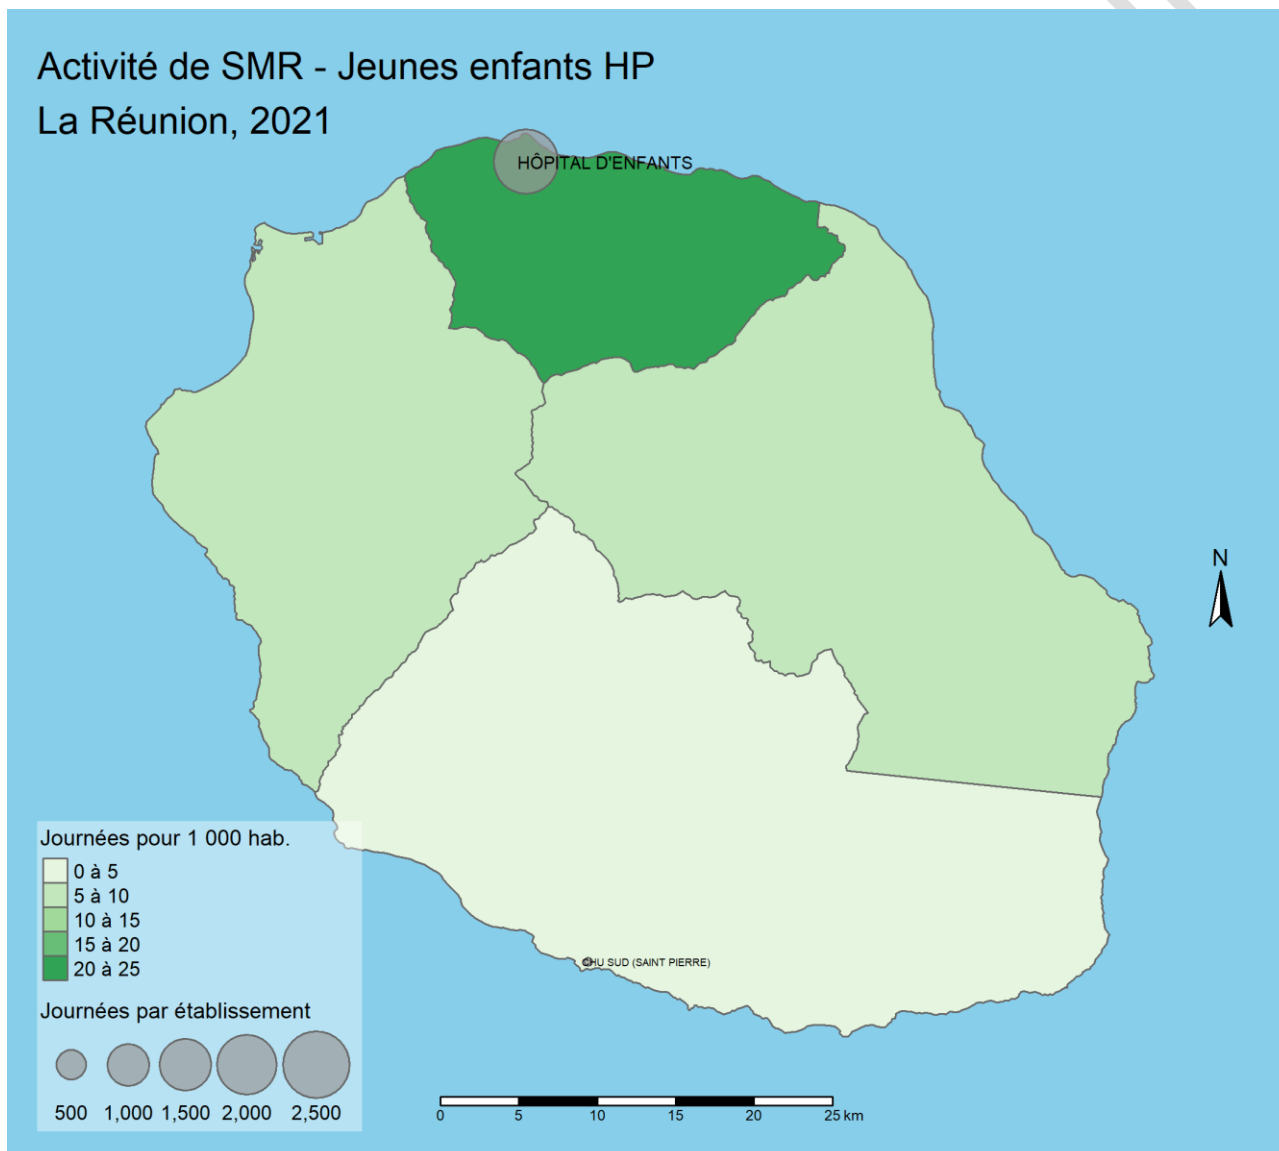 Activité de SMR - Jeunes enfants HP
La Réunion, 2021
HÔPITAL D'ENFANTS
N
Journées pour 1 000 hab.
0 à 5
5 à 10
10 à 15
15 à 20
20 à 25
CHU SUD (SAINT PIERRE)
Journées par établissement
500 1,000 1,500 2,000 2,500
0 5 10 15 20 25 km